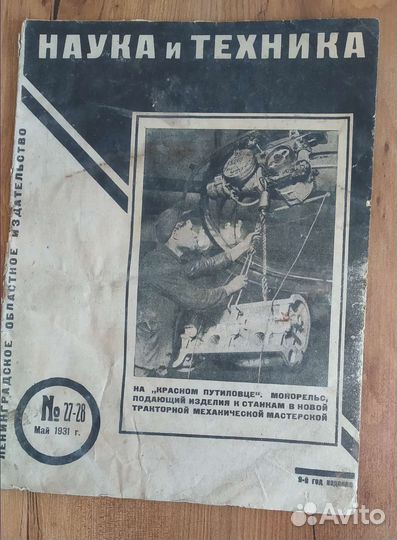 НАУКА и ТЕХНИКА
ЛЕНИНГРАДСКОЕ ОБЛАСТНОЕ ИЗДАТЕЛЬСТВО
НА „КРАСНОМ ПУТИЛОВЦЕ“. МОНОРЕЛЬС,
ПОДАЮЩИЙ ИЗДЕЛИЯ К СТАНКАМ В НОВОЙ
ТРАКТОРНОЙ МЕХАНИЧЕСКОЙ МАСТЕРСКОЙ
№ 27-28
Май 1931 г.
9-й год издания
Avito